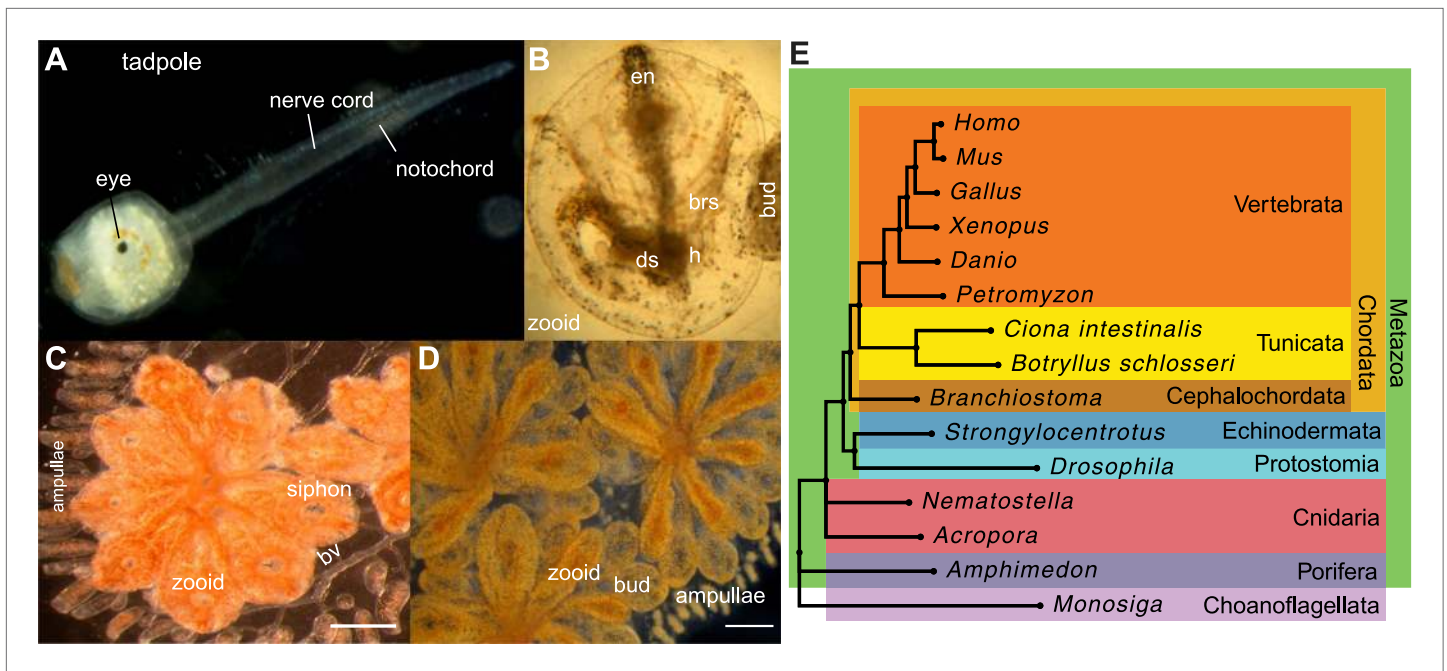 A
tadpole
nerve cord
notochord
eye
B
en
brs
bud
ds
h
zooid
C
ampullae
siphon
bv
zooid
D
zooid
bud
ampullae
E
Homo
Mus
Gallus
Xenopus
Danio
Petromyzon
Vertebrata
Ciona intestinalis
Botryllus schlosseri
Tunicata
Branchiostoma
Cephalochordata
Chordata
Metazoa
Strongylocentrotus
Echinodermata
Drosophila
Protostomia
Nematostella
Acropora
Cnidaria
Amphimedon
Porifera
Monosiga
Choanoflagellata